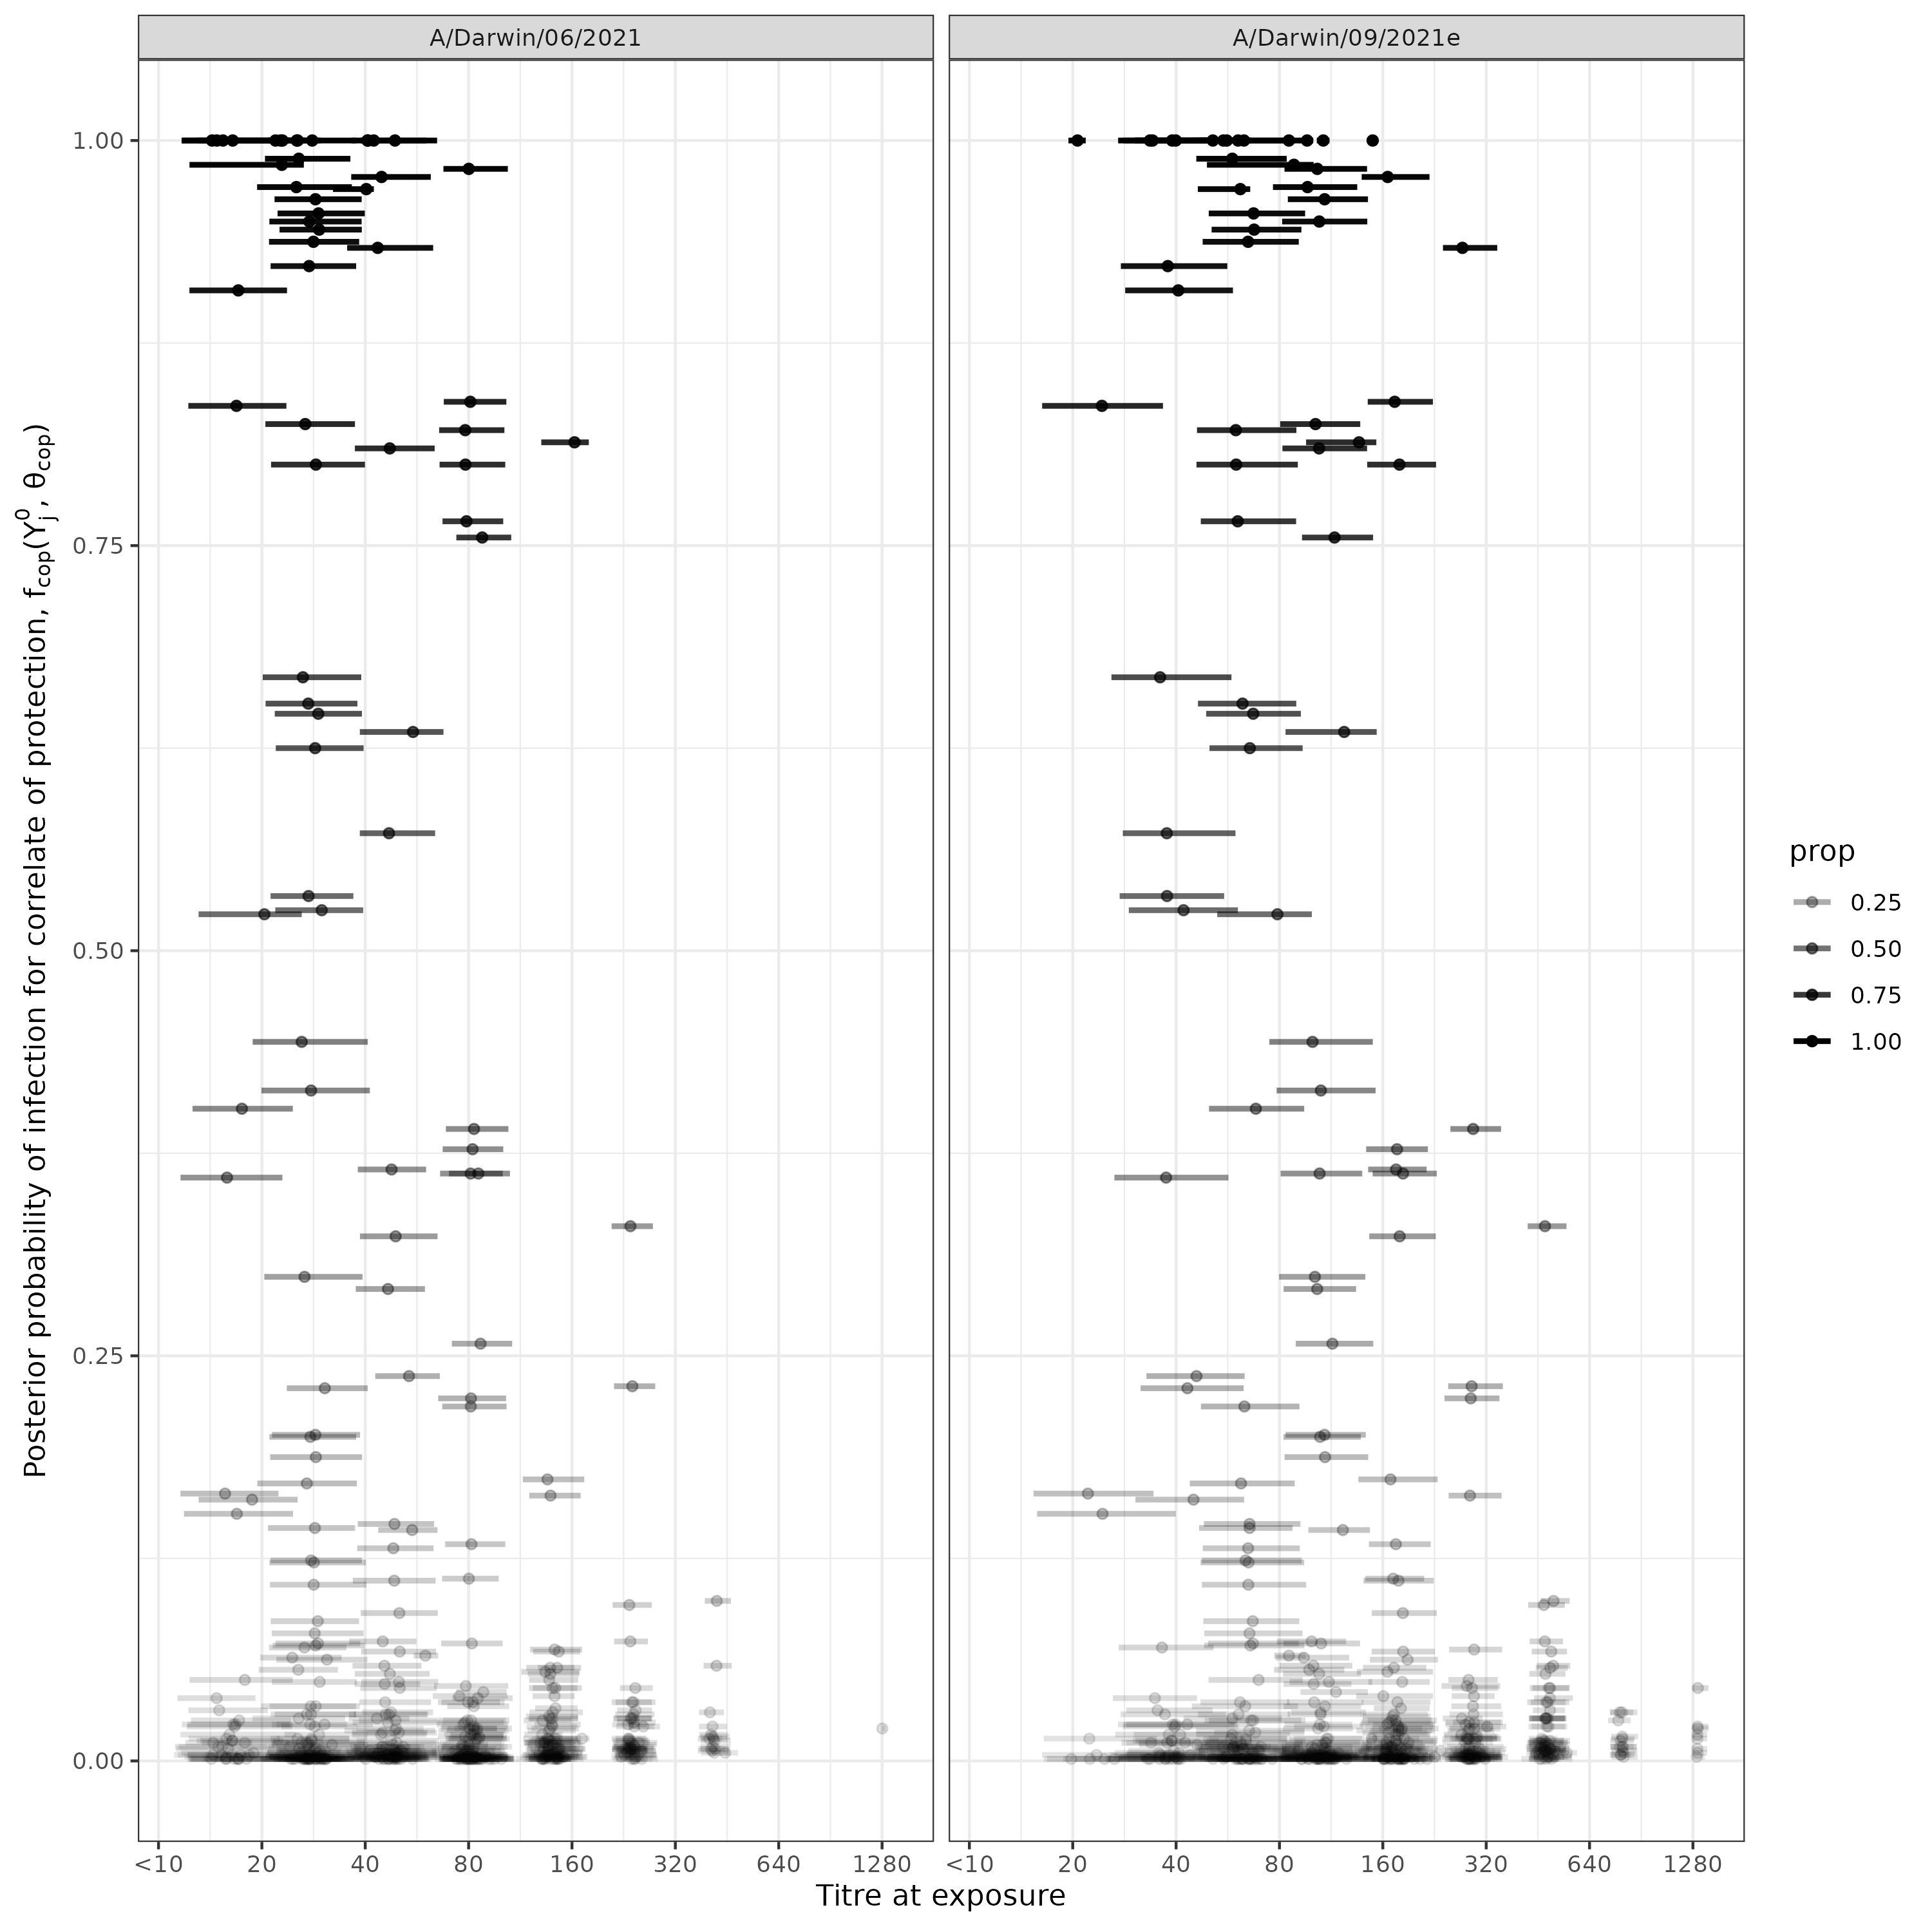 A/Darwin/06/2021
A/Darwin/09/2021e
Posterior probability of infection for correlate of protection, fcop(Yj0, θcop)
1.00
0.75
0.50
0.25
0.00
<10 20 40 80 160 320 640 1280
<10 20 40 80 160 320 640 1280
Titre at exposure
prop
0.25
0.50
0.75
1.00